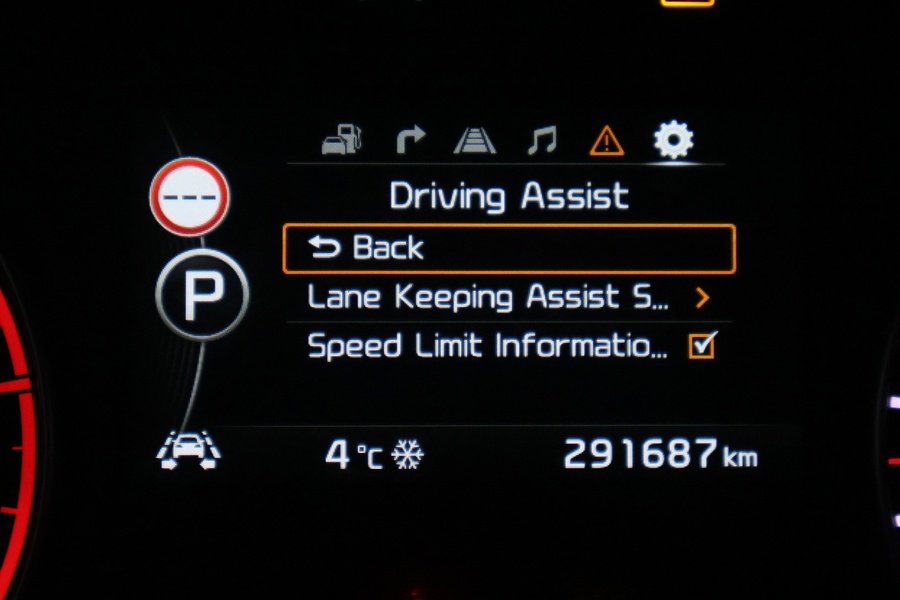 Driving Assist
---
Back
P
Lane Keeping Assist S...
Speed Limit Informatio...
4°C
291687 km